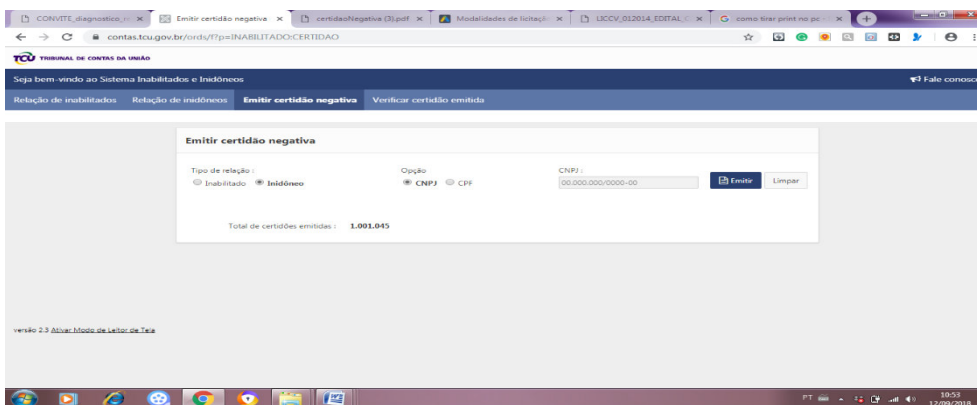 CONVITE_diagnostico_re
Emitir certidão negativa
certidaoNegativa (3).pdf
Modalidades de licitação
LICCV_012014_EDITAL_C
como tirar print no pc -
contas.tcu.gov.br/ords/f?p=INABILITADO:CERTIDAO
TCU TRIBUNAL DE CONTAS DA UNIÃO
Seja bem-vindo ao Sistema Inabilitados e Inidôneos
Fale conosco
Relação de inabilitados Relação de inidôneos Emitir certidão negativa Verificar certidão emitida
Emitir certidão negativa
Tipo de relação : Opção CNPJ :
Inabilitado Inidôneo CNPJ CPF 00.000.000/0000-00 Emitir Limpar
Total de certidões emitidas : 1.001.045
versão 2.3 Ativar Modo de Leitor de Tela
PT 10:53
12/09/2018